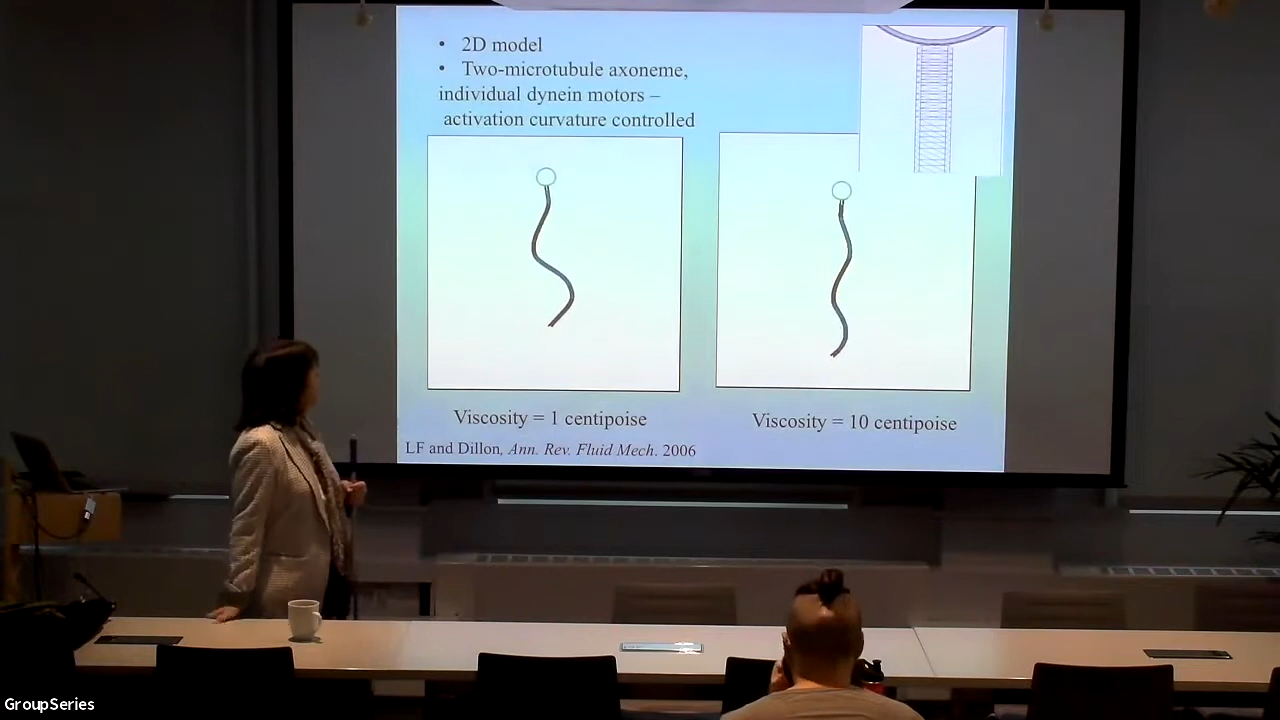 • 2D model
• Two-microtubule axoneme,
individual dynein motors –
activation curvature controlled
Viscosity = 1 centipoise
Viscosity = 10 centipoise
LF and Dillon, Ann. Rev. Fluid Mech. 2006
GroupSeries